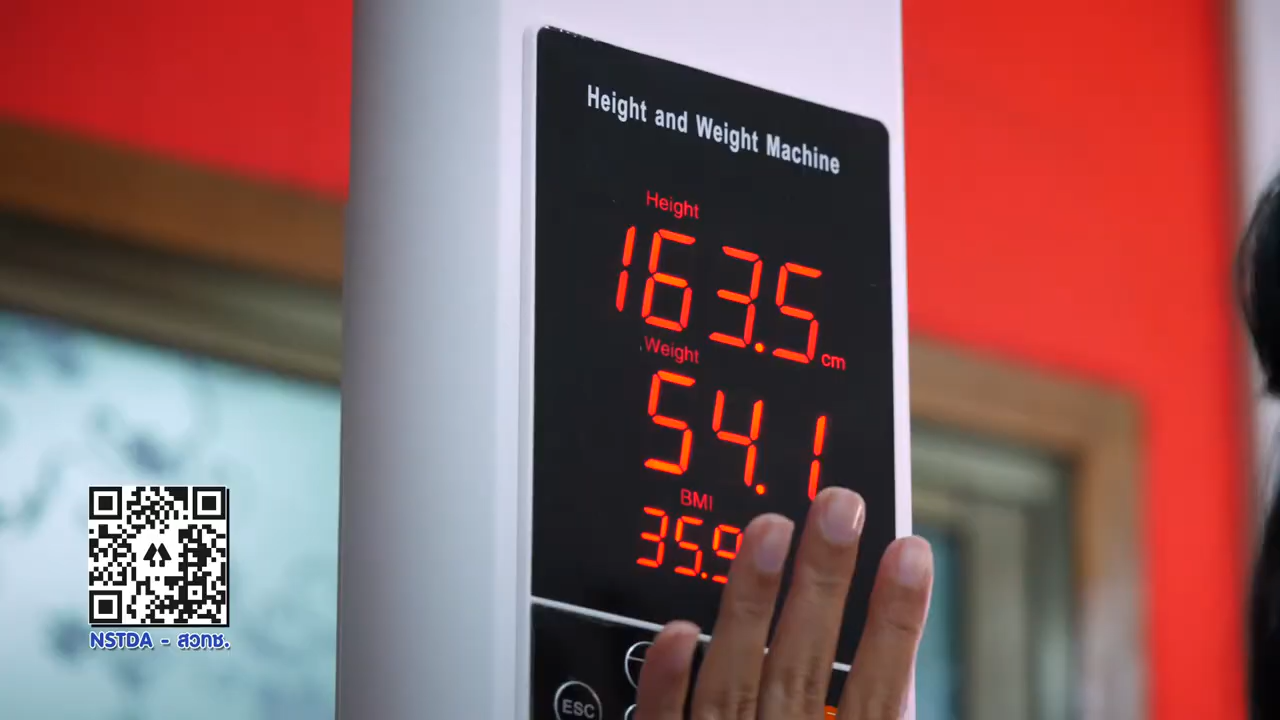 Height and Weight Machine
Height
163.5 cm
Weight
54.1
BMI
35.9
ESC
NSTDA - สวทช.